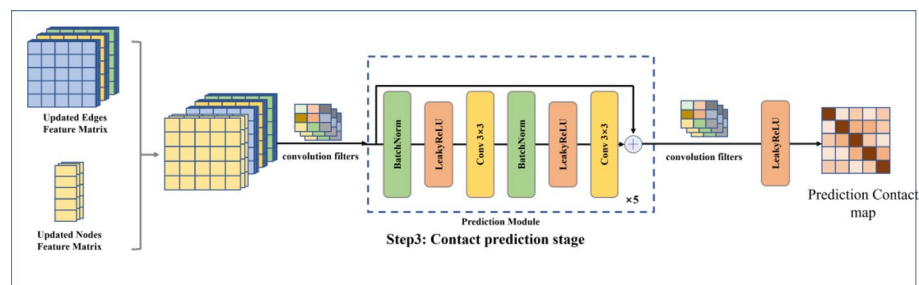 Updated Edges
Feature Matrix
Updated Nodes
Feature Matrix
convolution filters
BatchNorm
LeakyReLU
Conv 3×3
BatchNorm
LeakyReLU
Conv 3×3
×5
Prediction Module
convolution filters
LeakyReLU
Prediction Contact
map
Step3: Contact prediction stage